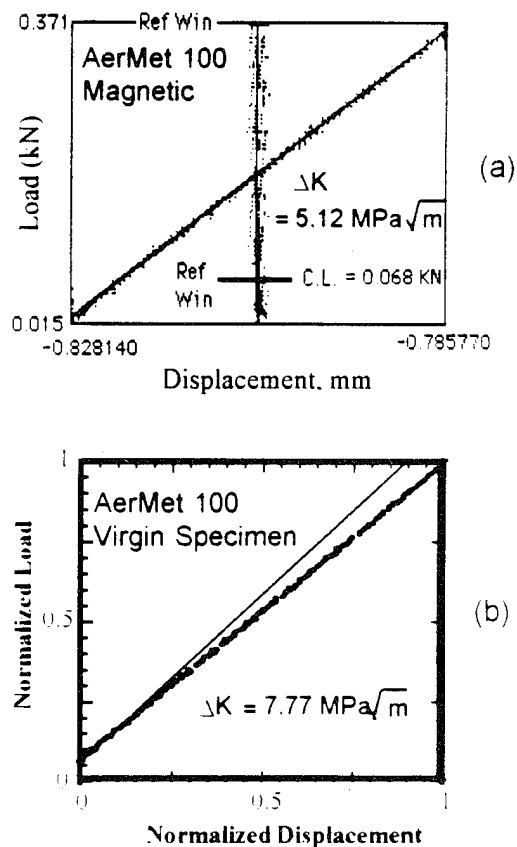 0.371
Ref Win
AerMet 100
Magnetic
Load (kN)
(a)
ΔK
= 5.12 MPa√m
Ref
Win
C.L. = 0.068 KN
0.015
-0.828140
-0.785770
Displacement, mm
1
AerMet 100
Virgin Specimen
Normalized Load
0.5
(b)
ΔK = 7.77 MPa√m
0
0
0.5
1
Normalized Displacement